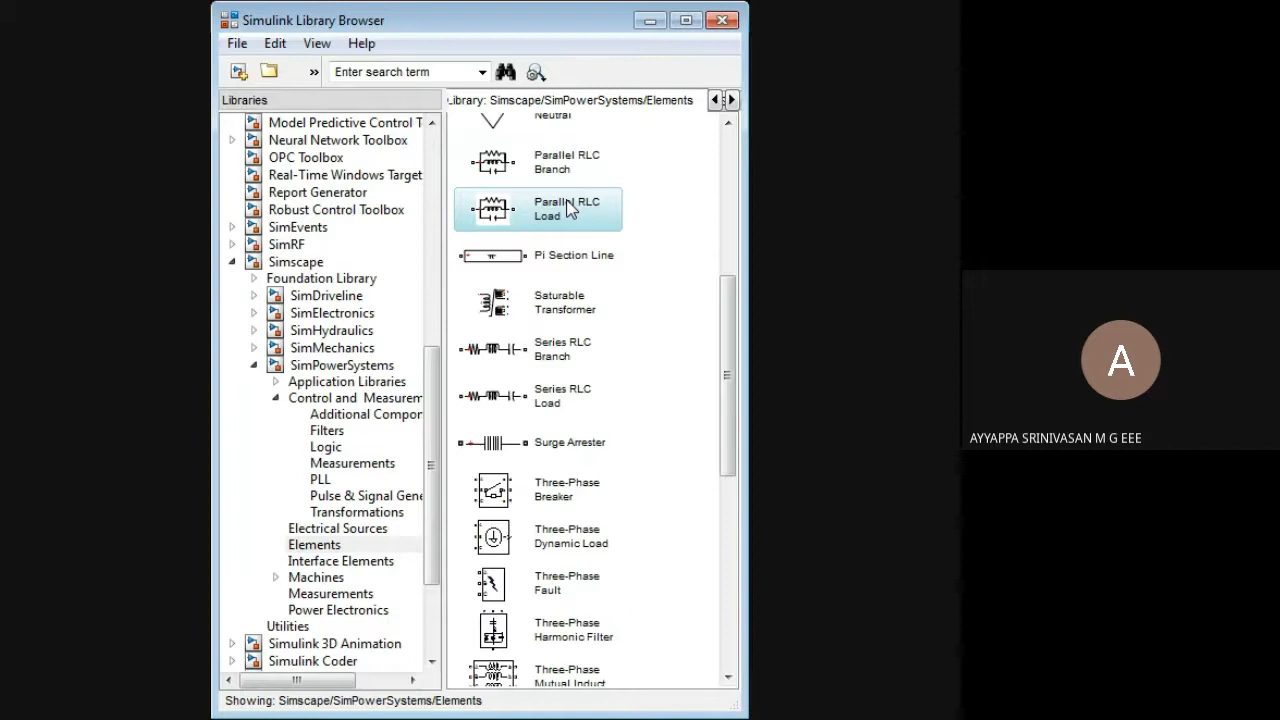 Simulink Library Browser
File Edit View Help
» Enter search term
Libraries
Library: Simscape/SimPowerSystems/Elements
Model Predictive Control T
Neural Network Toolbox
OPC Toolbox
Real-Time Windows Target
Report Generator
Robust Control Toolbox
SimEvents
SimRF
Simscape
Foundation Library
SimDriveline
SimElectronics
SimHydraulics
SimMechanics
SimPowerSystems
Application Libraries
Control and Measurem
Additional Compor
Filters
Logic
Measurements
PLL
Pulse & Signal Gene
Transformations
Electrical Sources
Elements
Interface Elements
Machines
Measurements
Power Electronics
Utilities
Simulink 3D Animation
Simulink Coder
Neutral
Parallel RLC
Branch
Parallel RLC
Load
Pi Section Line
Saturable
Transformer
Series RLC
Branch
Series RLC
Load
Surge Arrester
Three-Phase
Breaker
Three-Phase
Dynamic Load
Three-Phase
Fault
Three-Phase
Harmonic Filter
Three-Phase
Mutual Induct
Showing: Simscape/SimPowerSystems/Elements
A
AYYAPPA SRINIVASAN M G EEE